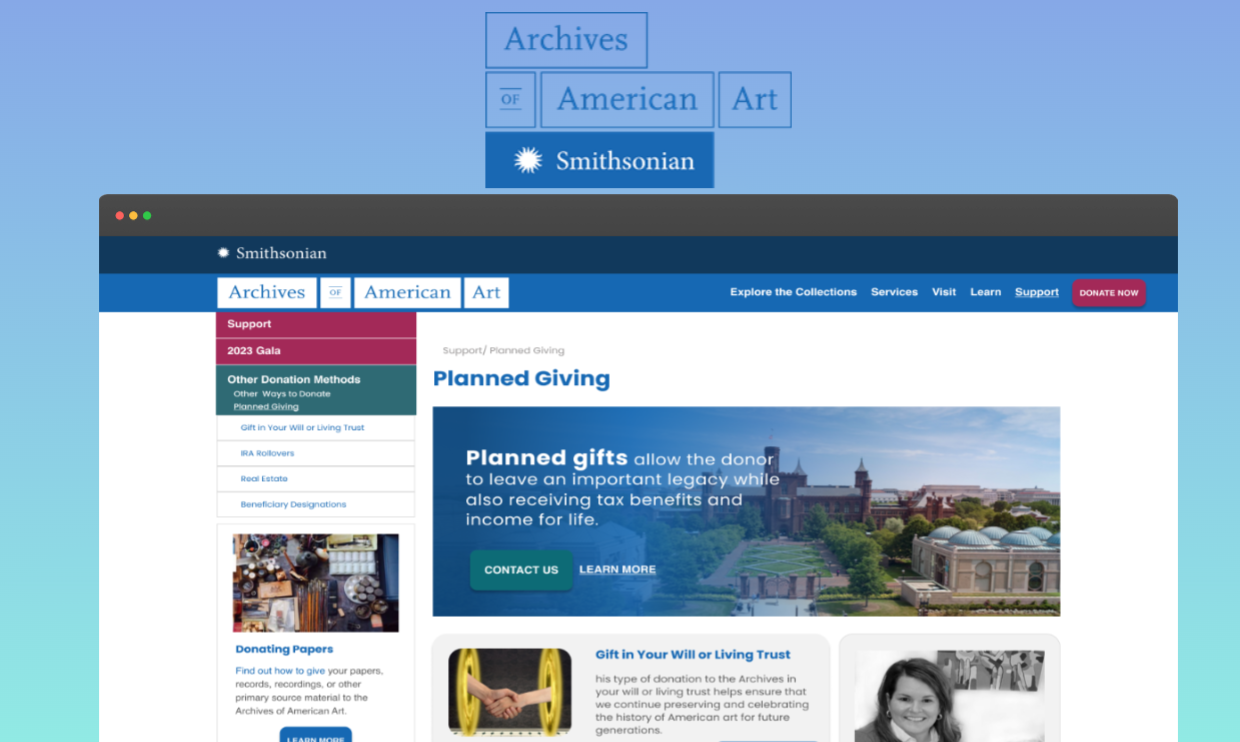 Archives
OF American Art
Smithsonian
Smithsonian
Archives OF American Art
Explore the Collections Services Visit Learn Support DONATE NOW
Support
2023 Gala
Other Donation Methods
Other Ways to Donate
Planned Giving
Gift in Your Will or Living Trust
IRA Rollovers
Real Estate
Beneficiary Designations
Donating Papers
Find out how to give your papers,
records, recordings, or other
primary source material to the
Archives of American Art.
LEARN MORE
Support/ Planned Giving
Planned Giving
Planned gifts allow the donor
to leave an important legacy while
also receiving tax benefits and
income for life.
CONTACT US LEARN MORE
Gift in Your Will or Living Trust
his type of donation to the Archives in
your will or living trust helps ensure that
we continue preserving and celebrating
the history of American art for future
generations.